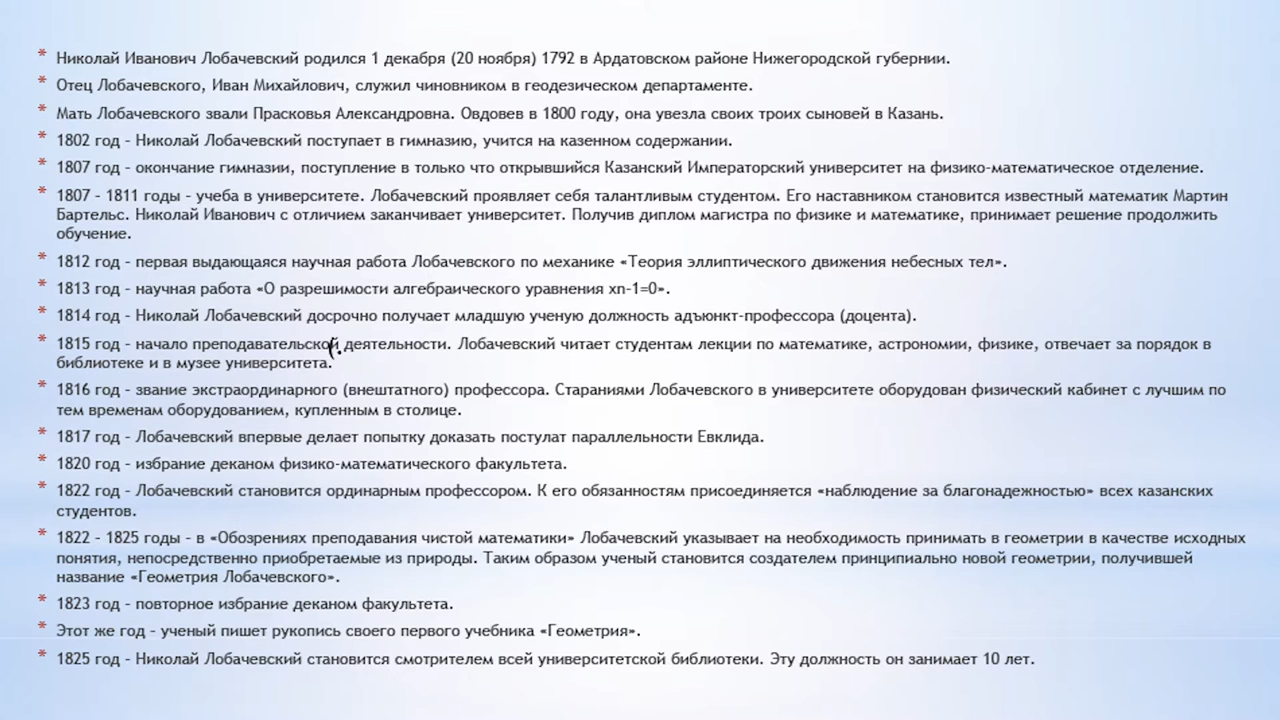 * Николай Иванович Лобачевский родился 1 декабря (20 ноября) 1792 в Ардатовском районе Нижегородской губернии.
* Отец Лобачевского, Иван Михайлович, служил чиновником в геодезическом департаменте.
* Мать Лобачевского звали Прасковья Александровна. Овдовев в 1800 году, она увезла своих троих сыновей в Казань.
* 1802 год – Николай Лобачевский поступает в гимназию, учится на казенном содержании.
* 1807 год – окончание гимназии, поступление в только что открывшийся Казанский Императорский университет на физико-математическое отделение.
* 1807 – 1811 годы – учеба в университете. Лобачевский проявляет себя талантливым студентом. Его наставником становится известный математик Мартин
Бартельс. Николай Иванович с отличием заканчивает университет. Получив диплом магистра по физике и математике, принимает решение продолжить
обучение.
* 1812 год – первая выдающаяся научная работа Лобачевского по механике «Теория эллиптического движения небесных тел».
* 1813 год – научная работа «О разрешимости алгебраического уравнения xn-1=0».
* 1814 год – Николай Лобачевский досрочно получает младшую ученую должность адъюнкт-профессора (доцента).
* 1815 год – начало преподавательской деятельности. Лобачевский читает студентам лекции по математике, астрономии, физике, отвечает за порядок в
библиотеке и в музее университета.
* 1816 год – звание экстраординарного (внештатного) профессора. Стараниями Лобачевского в университете оборудован физический кабинет с лучшим по
тем временам оборудованием, купленным в столице.
* 1817 год – Лобачевский впервые делает попытку доказать постулат параллельности Евклида.
* 1820 год – избрание деканом физико-математического факультета.
* 1822 год – Лобачевский становится ординарным профессором. К его обязанностям присоединяется «наблюдение за благонадежностью» всех казанских
студентов.
* 1822 – 1825 годы – в «Обозрениях преподавания чистой математики» Лобачевский указывает на необходимость принимать в геометрии в качестве исходных
понятия, непосредственно приобретаемые из природы. Таким образом ученый становится создателем принципиально новой геометрии, получившей
название «Геометрия Лобачевского».
* 1823 год – повторное избрание деканом факультета.
* Этот же год – ученый пишет рукопись своего первого учебника «Геометрия».
* 1825 год – Николай Лобачевский становится смотрителем всей университетской библиотеки. Эту должность он занимает 10 лет.